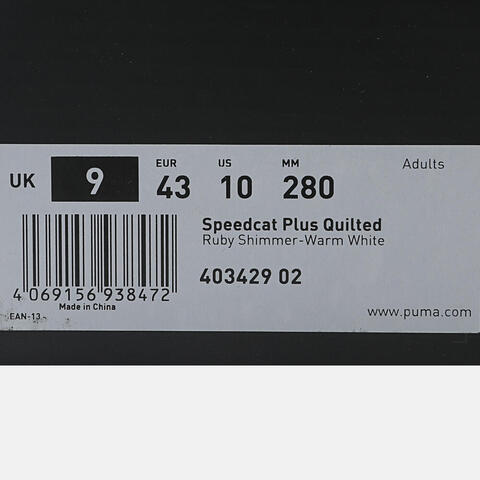 Adults
EUR US MM
UK 9 43 10 280
Speedcat Plus Quilted
Ruby Shimmer-Warm White
403429 02
4 069156 938472
Made in China
EAN-13
www.puma.com